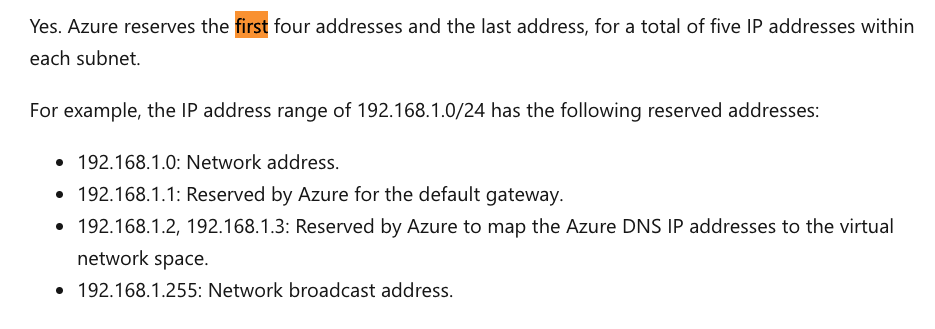 Yes. Azure reserves the first four addresses and the last address, for a total of five IP addresses within
each subnet.
For example, the IP address range of 192.168.1.0/24 has the following reserved addresses:
• 192.168.1.0: Network address.
• 192.168.1.1: Reserved by Azure for the default gateway.
• 192.168.1.2, 192.168.1.3: Reserved by Azure to map the Azure DNS IP addresses to the virtual
network space.
• 192.168.1.255: Network broadcast address.